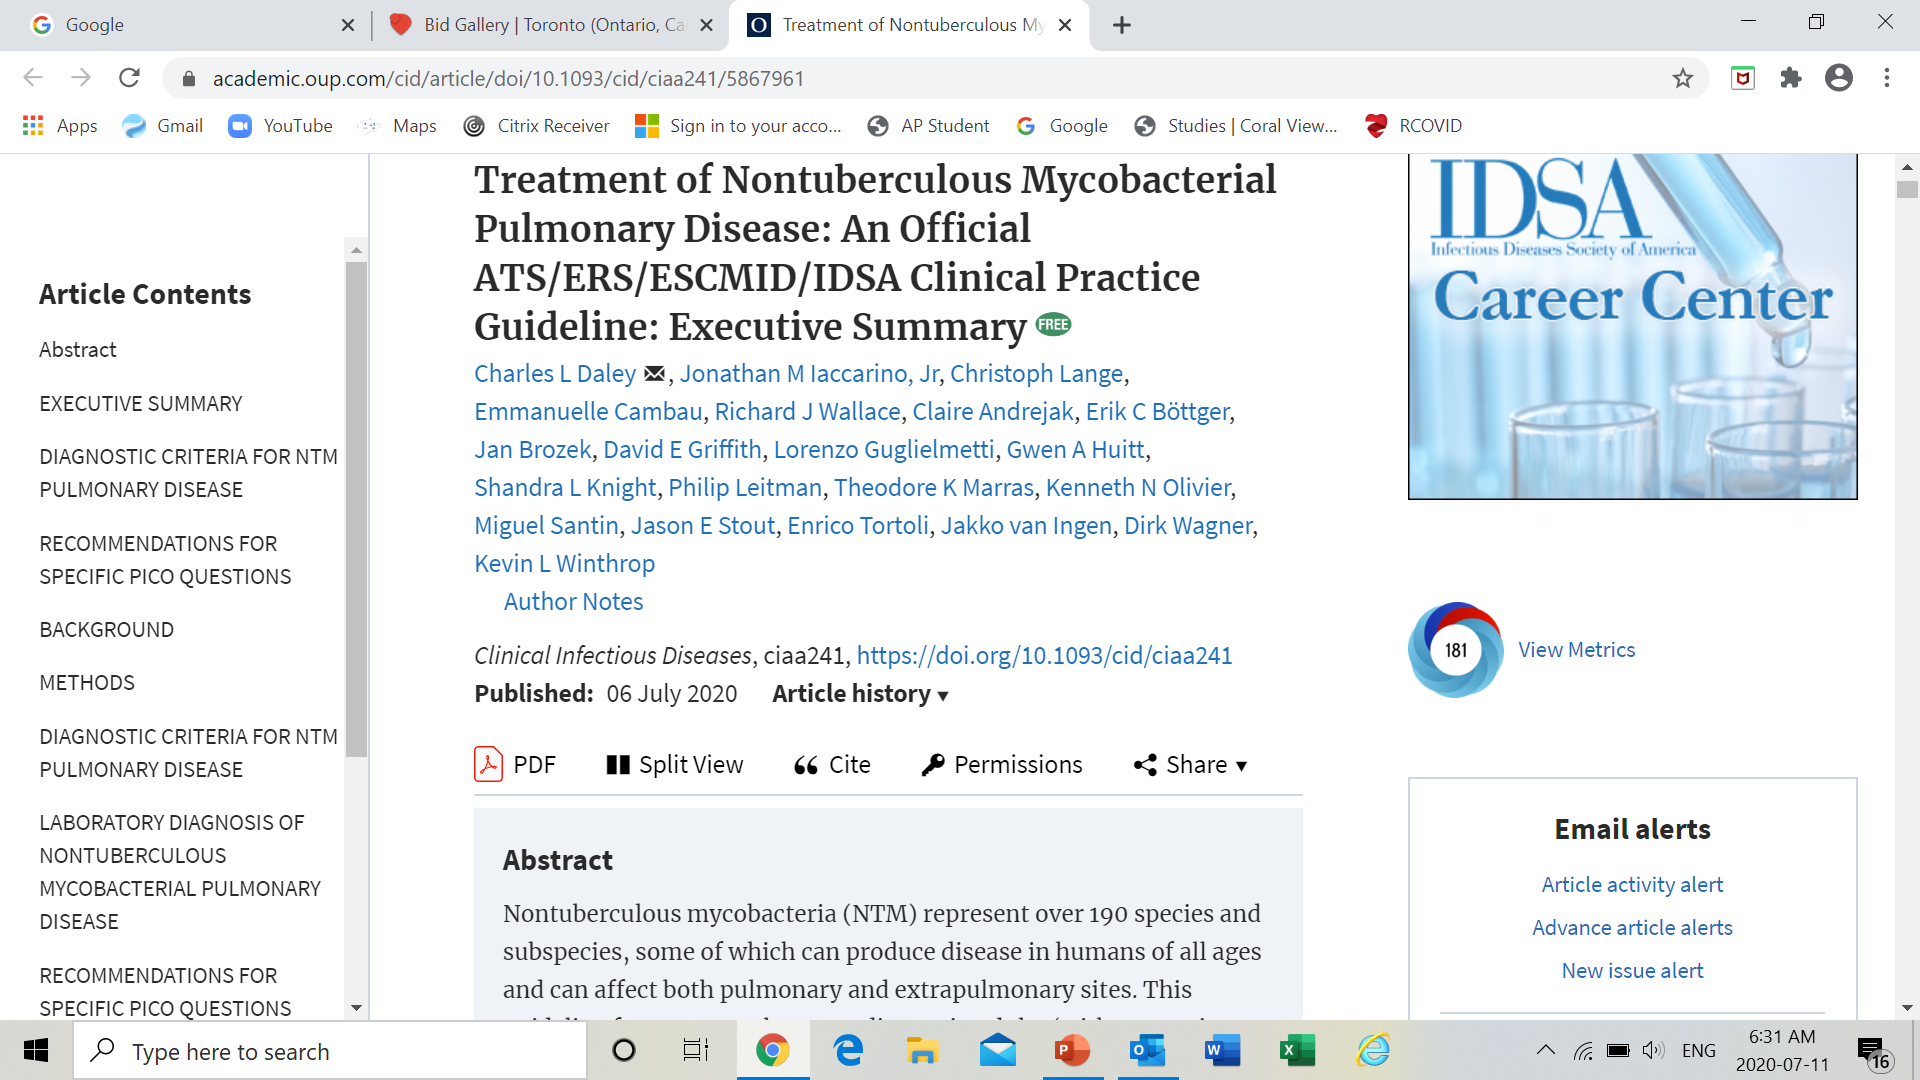 Google
Bid Gallery | Toronto (Ontario, Ca
Treatment of Nontuberculous My
academic.oup.com/cid/article/doi/10.1093/cid/ciaa241/5867961
Apps
Gmail
YouTube
Maps
Citrix Receiver
Sign in to your acco...
AP Student
Google
Studies | Coral View...
RCOVID
Article Contents
Abstract
EXECUTIVE SUMMARY
DIAGNOSTIC CRITERIA FOR NTM
PULMONARY DISEASE
RECOMMENDATIONS FOR
SPECIFIC PICO QUESTIONS
BACKGROUND
METHODS
DIAGNOSTIC CRITERIA FOR NTM
PULMONARY DISEASE
LABORATORY DIAGNOSIS OF
NONTUBERCULOUS
MYCOBACTERIAL PULMONARY
DISEASE
RECOMMENDATIONS FOR
SPECIFIC PICO QUESTIONS
Treatment of Nontuberculous Mycobacterial
Pulmonary Disease: An Official
ATS/ERS/ESCMID/IDSA Clinical Practice
Guideline: Executive Summary FREE
Charles L Daley, Jonathan M Iaccarino, Jr, Christoph Lange,
Emmanuelle Cambau, Richard J Wallace, Claire Andrejak, Erik C Böttger,
Jan Brozek, David E Griffith, Lorenzo Guglielmetti, Gwen A Huitt,
Shandra L Knight, Philip Leitman, Theodore K Marras, Kenneth N Olivier,
Miguel Santin, Jason E Stout, Enrico Tortoli, Jakko van Ingen, Dirk Wagner,
Kevin L Winthrop
Author Notes
Clinical Infectious Diseases, ciaa241, https://doi.org/10.1093/cid/ciaa241
Published: 06 July 2020 Article history
PDF Split View Cite Permissions Share
Abstract
Nontuberculous mycobacteria (NTM) represent over 190 species and
subspecies, some of which can produce disease in humans of all ages
and can affect both pulmonary and extrapulmonary sites. This
IDSA
Infectious Diseases Society of America
Career Center
181
View Metrics
Email alerts
Article activity alert
Advance article alerts
New issue alert
Type here to search
ENG
6:31 AM
2020-07-11
16